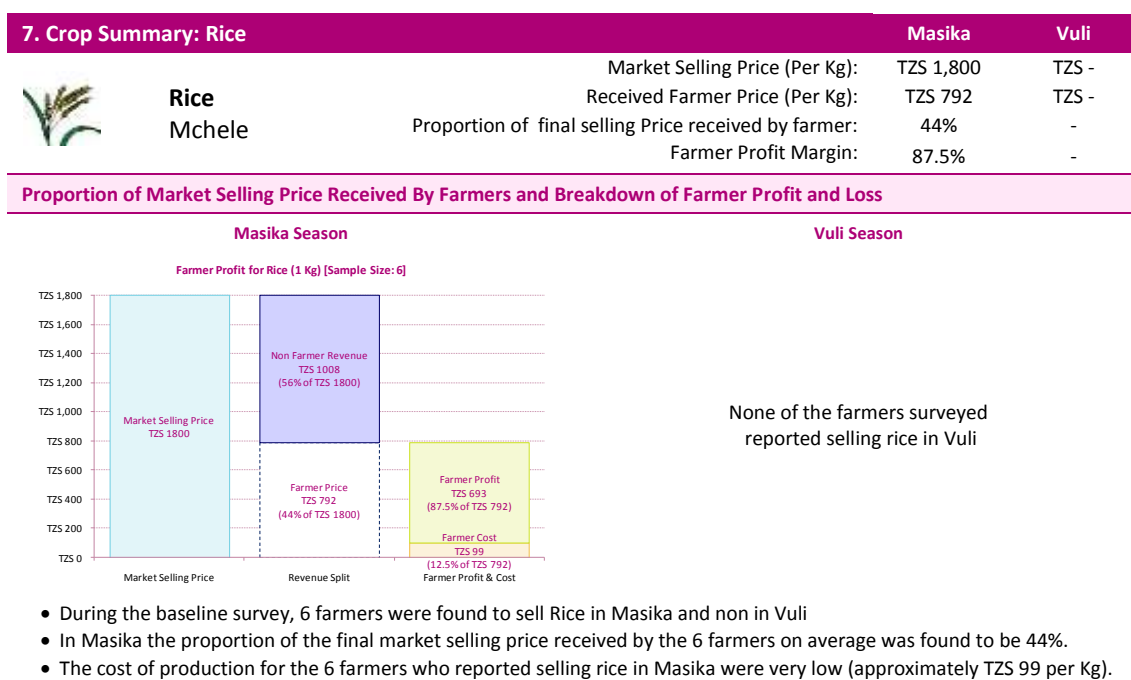 7. Crop Summary: Rice Masika Vuli
Market Selling Price (Per Kg): TZS 1,800 TZS -
Rice
Mchele
Received Farmer Price (Per Kg): TZS 792 TZS -
Proportion of final selling Price received by farmer: 44% -
Farmer Profit Margin: 87.5% -
Proportion of Market Selling Price Received By Farmers and Breakdown of Farmer Profit and Loss
Masika Season
Farmer Profit for Rice (1 Kg) [Sample Size: 6]
TZS 1,800
TZS 1,600
TZS 1,400
TZS 1,200
TZS 1,000
TZS 800
TZS 600
TZS 400
TZS 200
TZS 0
Market Selling Price
TZS 1800
Non Farmer Revenue
TZS 1008
(56% of TZS 1800)
Farmer Price
TZS 792
(44% of TZS 1800)
Farmer Profit
TZS 693
(87.5% of TZS 792)
Farmer Cost
TZS 99
(12.5% of TZS 792)
Market Selling Price Revenue Split Farmer Profit & Cost
Vuli Season
None of the farmers surveyed
reported selling rice in Vuli
• During the baseline survey, 6 farmers were found to sell Rice in Masika and non in Vuli
• In Masika the proportion of the final market selling price received by the 6 farmers on average was found to be 44%.
• The cost of production for the 6 farmers who reported selling rice in Masika were very low (approximately TZS 99 per Kg).